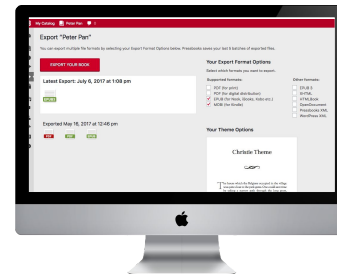 My Catalog Peter Pan 1
Export "Peter Pan"
You can export multiple file formats by selecting your Export Format Options below. Pressbooks saves your last 5 batches of exported files.
EXPORT YOUR BOOK
Latest Export: July 6, 2017 at 1:08 pm
Exported May 16, 2017 at 12:46 pm
PDF
Your Export Format Options
Select which formats you want to export.
Supported formats:
PDF (for print)
PDF (for digital distribution)
EPUB (for Nook, iBooks, Kobo etc.)
MOBI (for Kindle)
Other formats:
EPUB 3
XHTML
HTMLBook
OpenDocument
Pressbooks XML
WordPress XML
Your Theme Options
Christie Theme